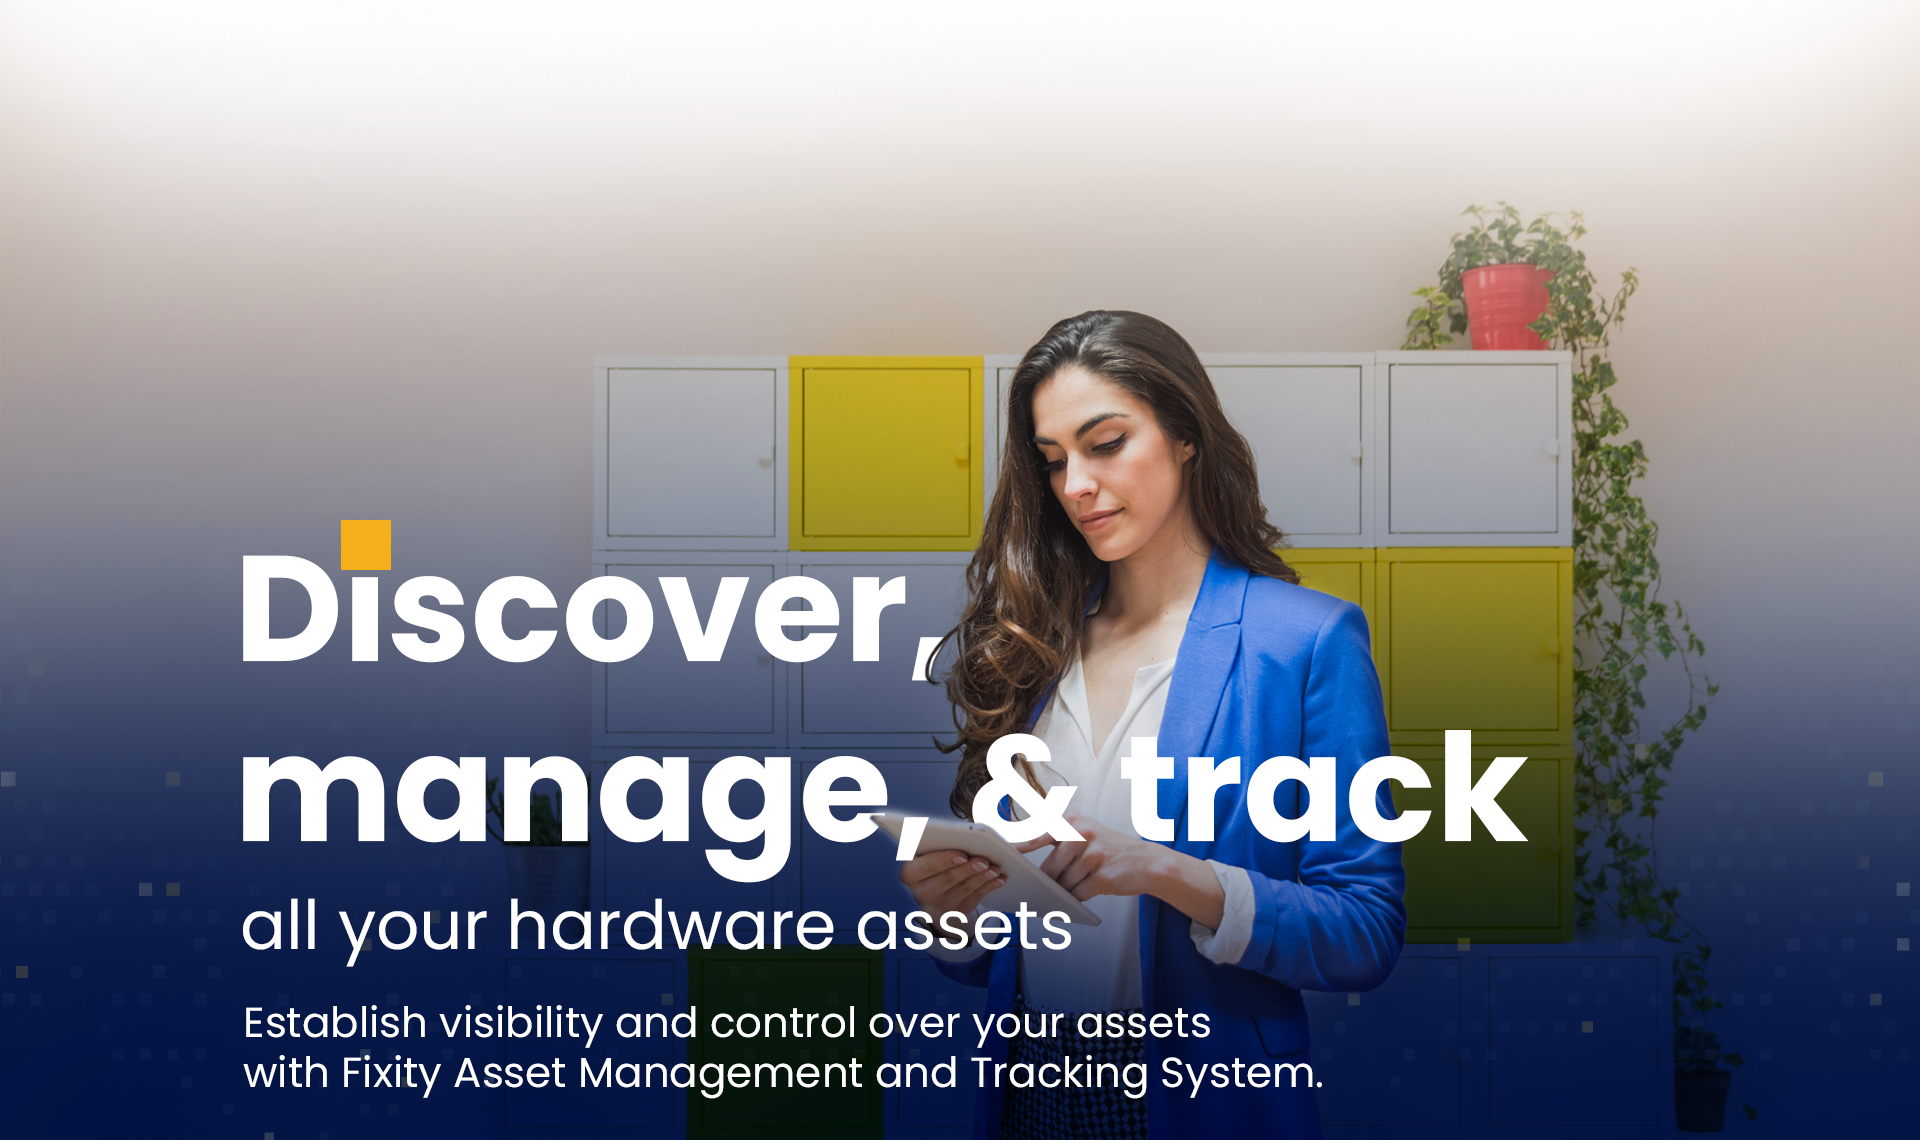 Discover,
manage, & track
all your hardware assets
Establish visibility and control over your assets
with Fixity Asset Management and Tracking System.